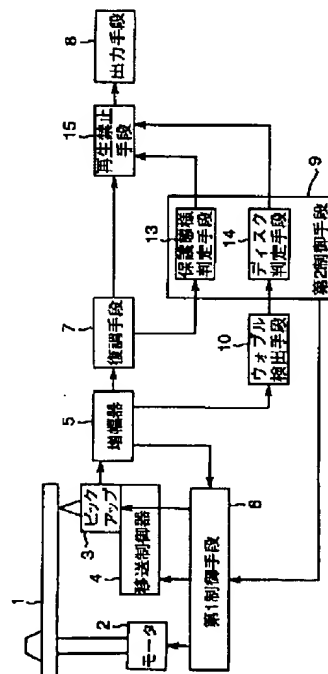 1
2
モータ
3
ピックアップ
4
移送制御器
5
増幅器
6
第1制御手段
7
復調手段
8
出力手段
9
第2制御手段
10
ウォブル検出手段
13
保護態様判定手段
14
ディスク判定手段
15
再生禁止手段